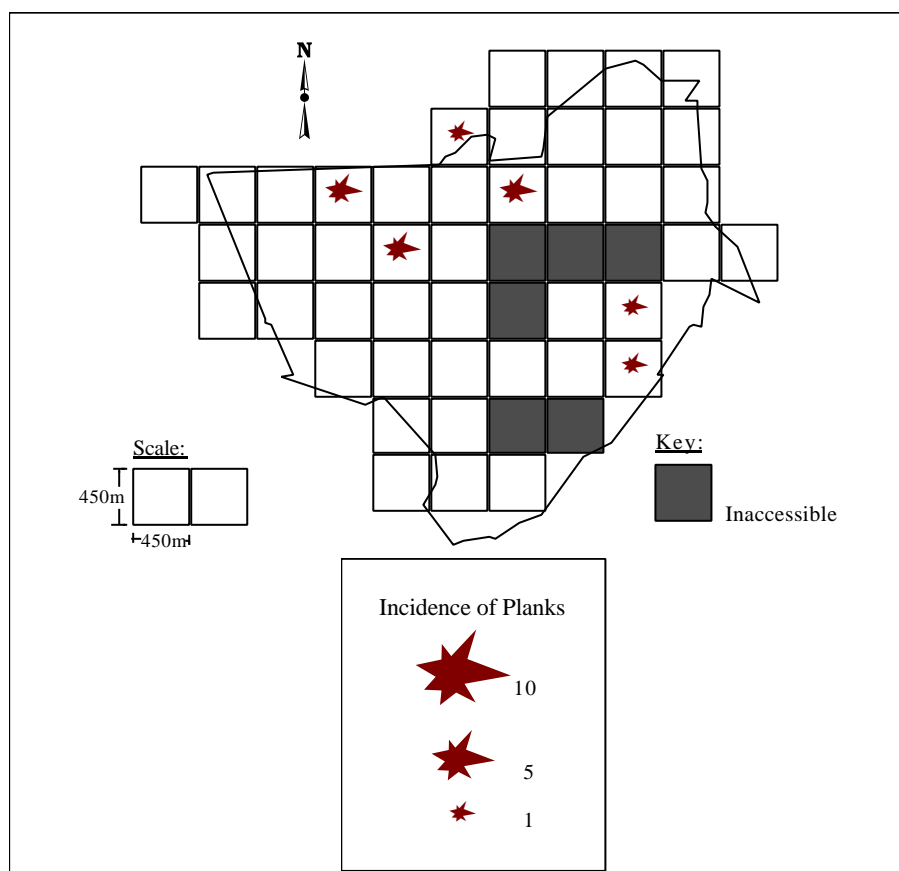 N
Scale:
450m
450m
Key:
Inaccessible
Incidence of Planks
10
5
1